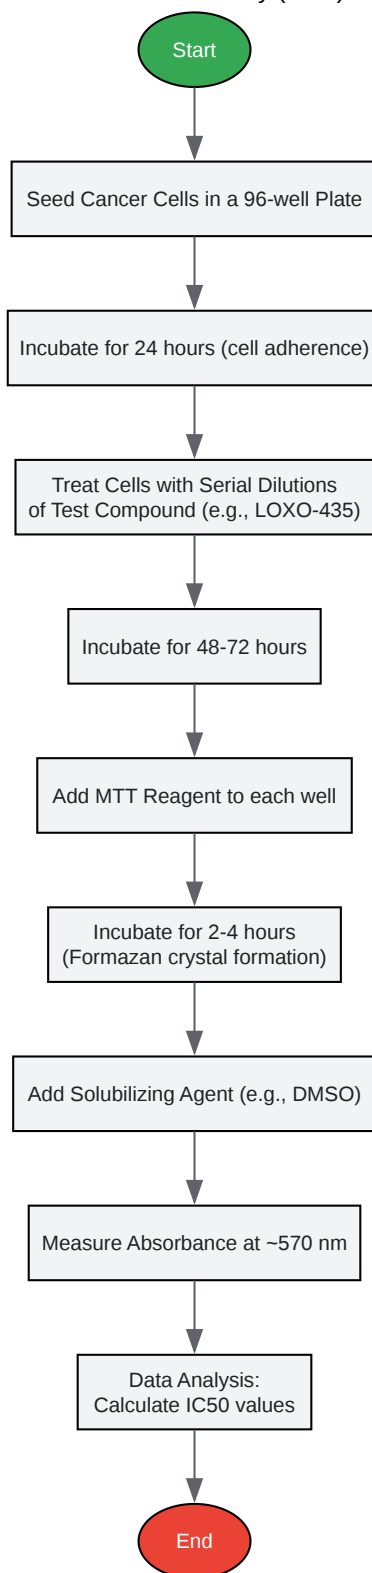 Start
Seed Cancer Cells in a 96-well Plate
Incubate for 24 hours (cell adherence)
Treat Cells with Serial Dilutions
of Test Compound (e.g., LOXO-435)
Incubate for 48-72 hours
Add MTT Reagent to each well
Incubate for 2-4 hours
(Formazan crystal formation)
Add Solubilizing Agent (e.g., DMSO)
Measure Absorbance at ~570 nm
Data Analysis:
Calculate IC50 values
End